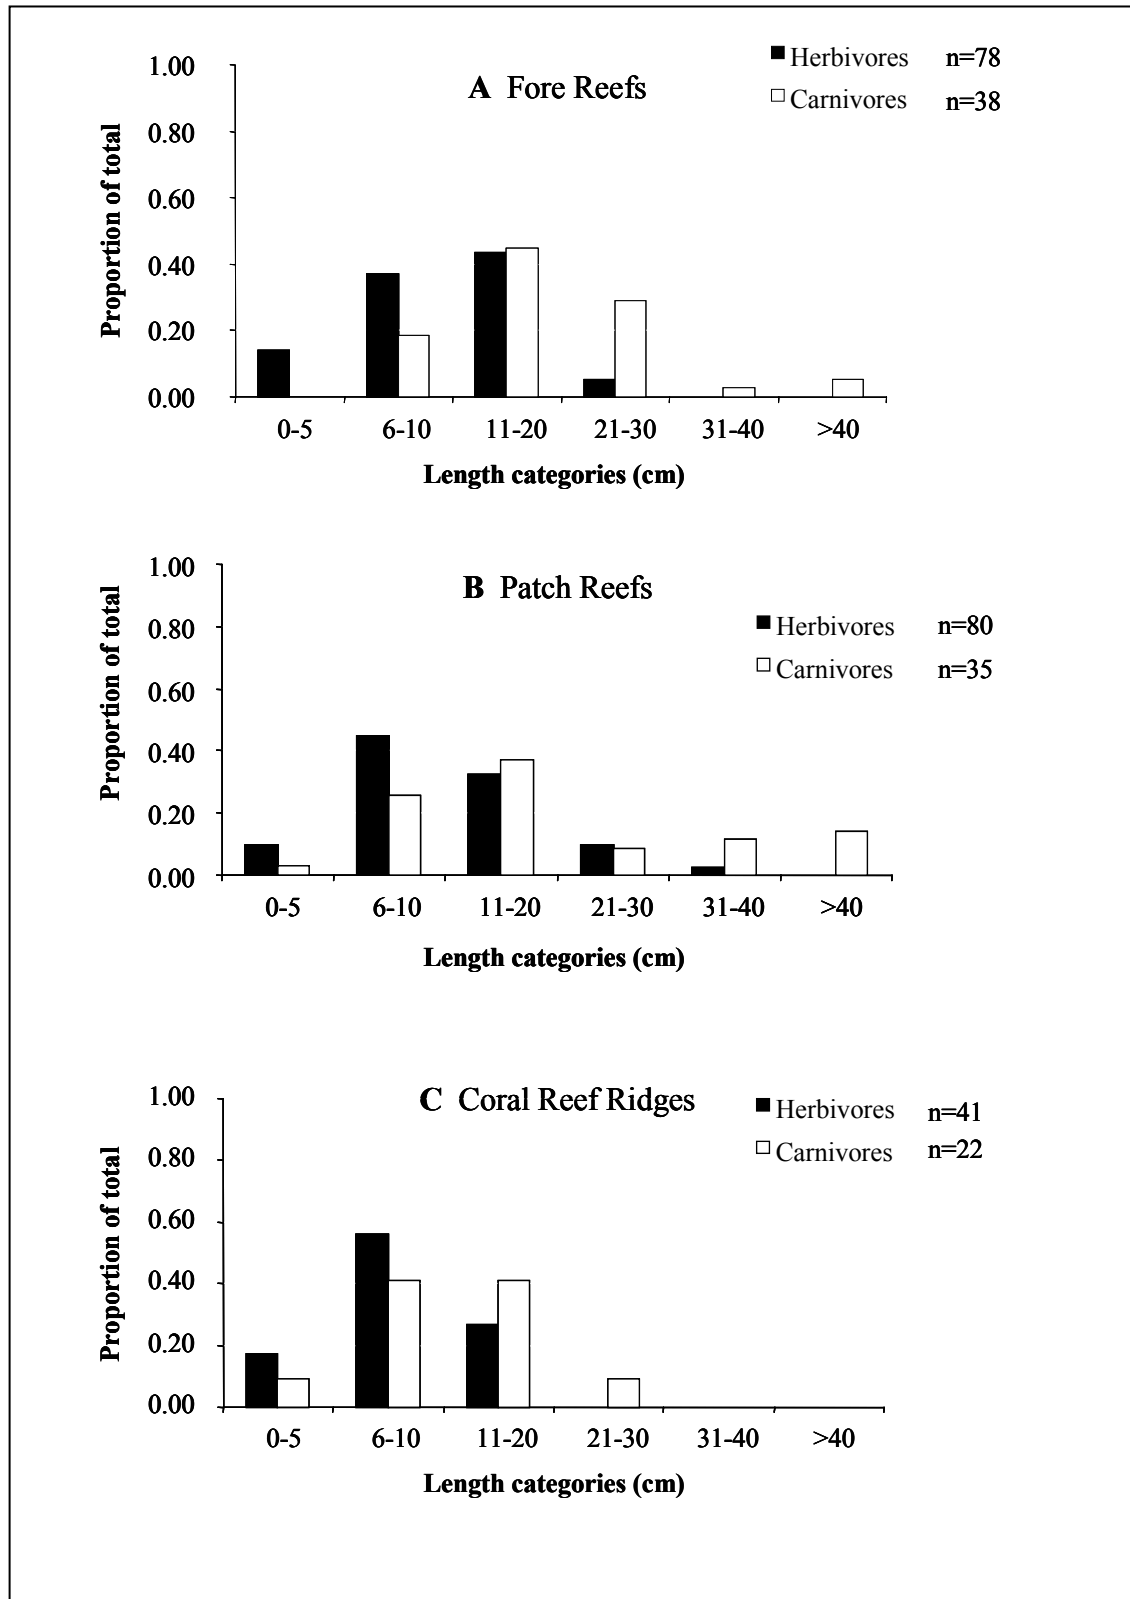 A Fore Reefs
Herbivores n=78
Carnivores n=38
Proportion of total
1.00
0.80
0.60
0.40
0.20
0.00
0-5 6-10 11-20 21-30 31-40 >40
Length categories (cm)
B Patch Reefs
Herbivores n=80
Carnivores n=35
Proportion of total
1.00
0.80
0.60
0.40
0.20
0.00
0-5 6-10 11-20 21-30 31-40 >40
Length categories (cm)
C Coral Reef Ridges
Herbivores n=41
Carnivores n=22
Proportion of total
1.00
0.80
0.60
0.40
0.20
0.00
0-5 6-10 11-20 21-30 31-40 >40
Length categories (cm)